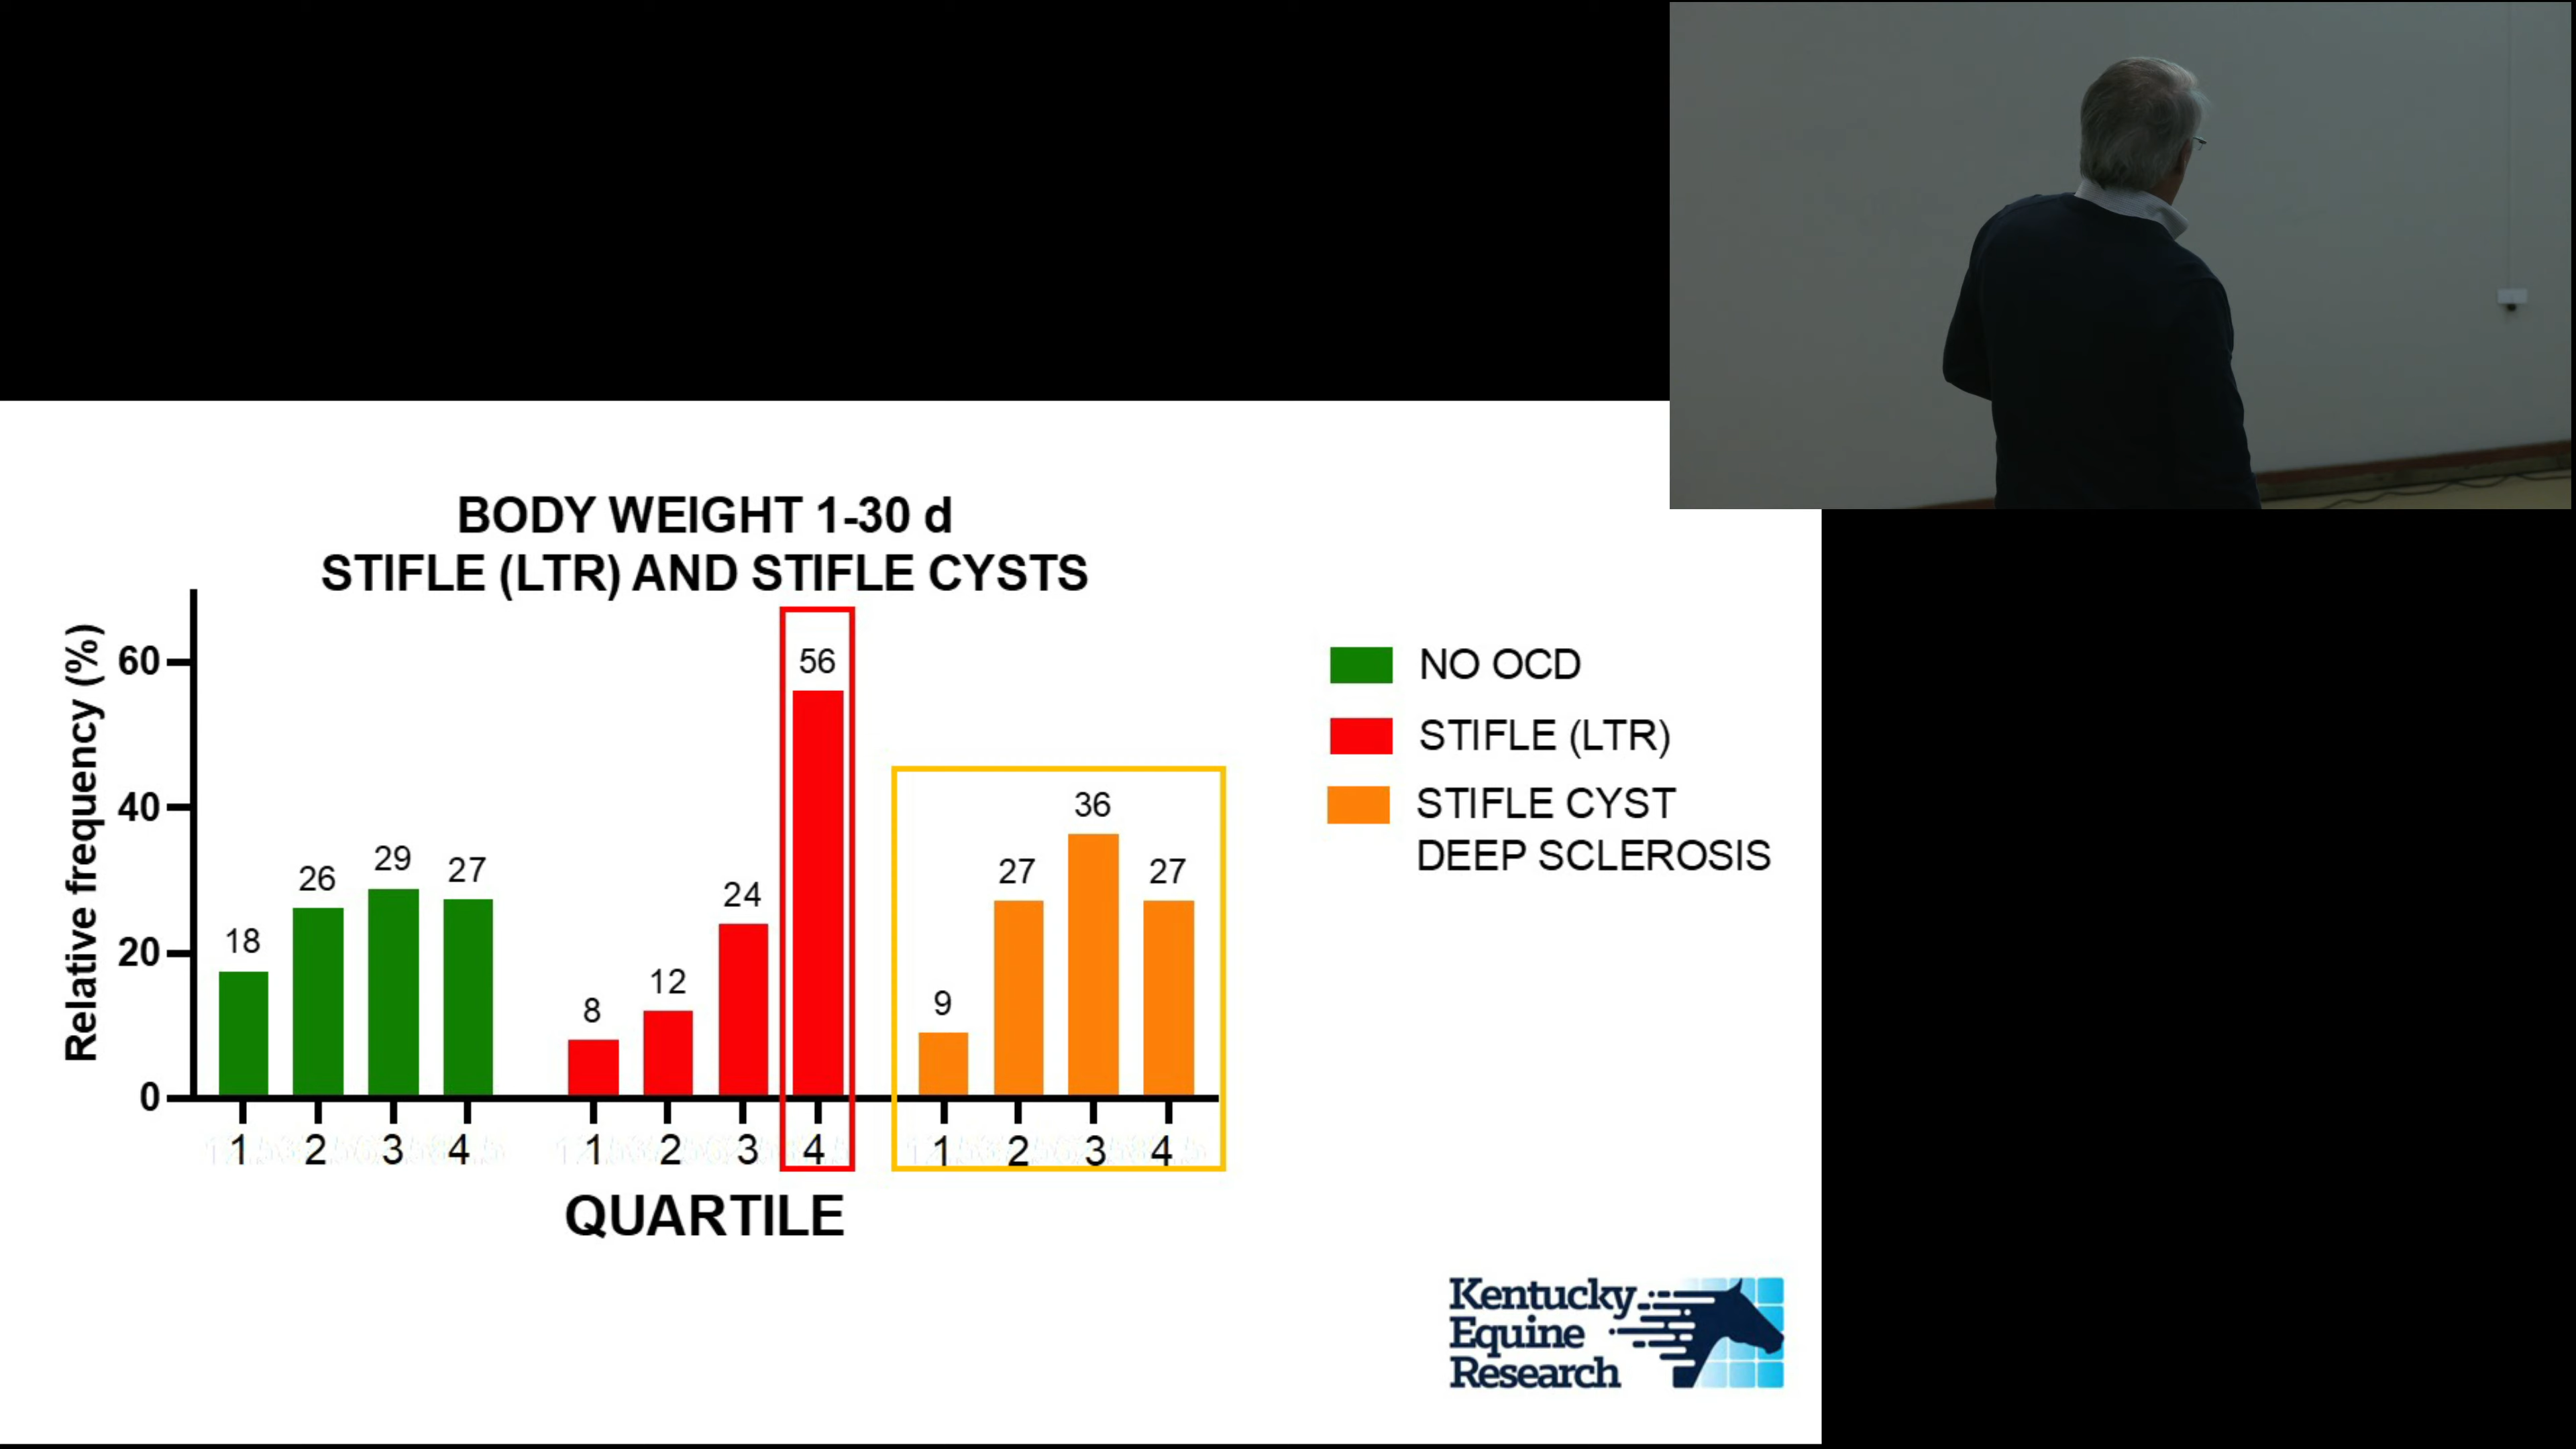 BODY WEIGHT 1-30 d
STIFLE (LTR) AND STIFLE CYSTS
Relative frequency (%)
60
40
20
0
18
26
29
27
8
12
24
56
9
27
36
27
1 2 3 4 1 2 3 4 1 2 3 4
QUARTILE
NO OCD
STIFLE (LTR)
STIFLE CYST
DEEP SCLEROSIS
Kentucky
Equine
Research